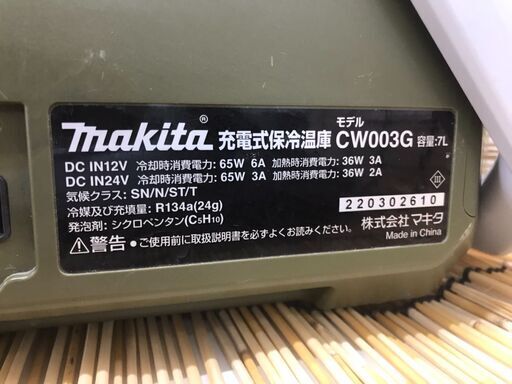 makita® 充電式保冷温庫 モデル CW003G 容量:7L
DC IN12V 冷却時消費電力: 65W 6A 加熱時消費電力: 36W 3A
DC IN24V 冷却時消費電力: 65W 3A 加熱時消費電力: 36W 2A
気候クラス: SN/N/ST/T
冷媒及び充填量: R134a(24g)
発泡剤: シクロペンタン(C5H10)
⚠警告 ●ご使用前に取扱説明書を必ずよくお読みください。
III
220302610
株式会社マキタ
Made in China